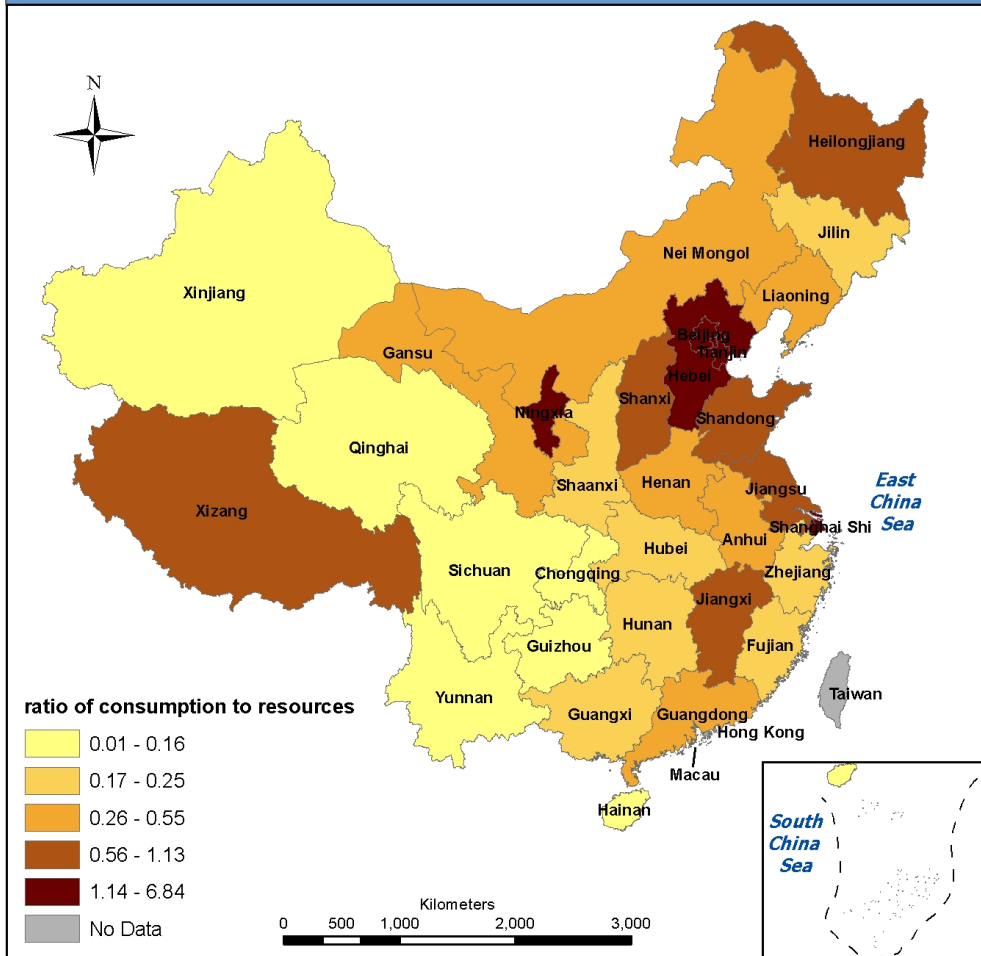 N
Heilongjiang
Jilin
Nei Mongol
Liaoning
Xinjiang
Beijing
Tianjin
Gansu
Hebei
Shanxi
Ningxia
Shandong
Qinghai
Shaanxi
Henan
Jiangsu
East
China
Sea
Xizang
Shanghai Shi
Anhui
Hubei
Zhejiang
Sichuan
Chongqing
Jiangxi
Hunan
Guizhou
Fujian
Yunnan
Taiwan
Guangxi
Guangdong
Hong Kong
Macau
Hainan
ratio of consumption to resources
0.01 - 0.16
0.17 - 0.25
0.26 - 0.55
0.56 - 1.13
1.14 - 6.84
No Data
Kilometers
0 500 1,000 2,000 3,000
South
China
Sea